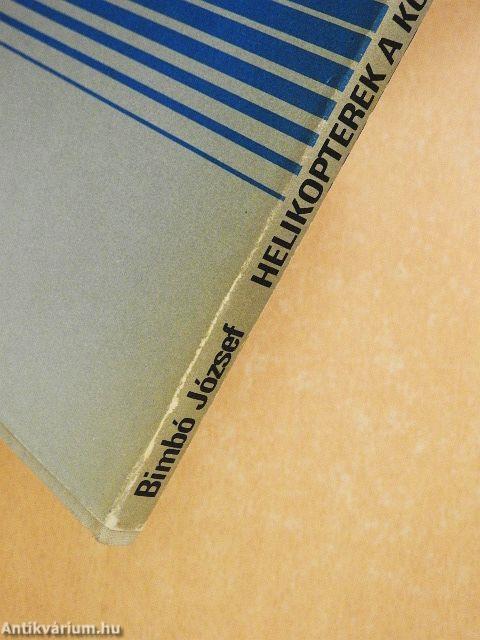 Bimbó József HELIKOPTEREK A
Antikvárium.hu